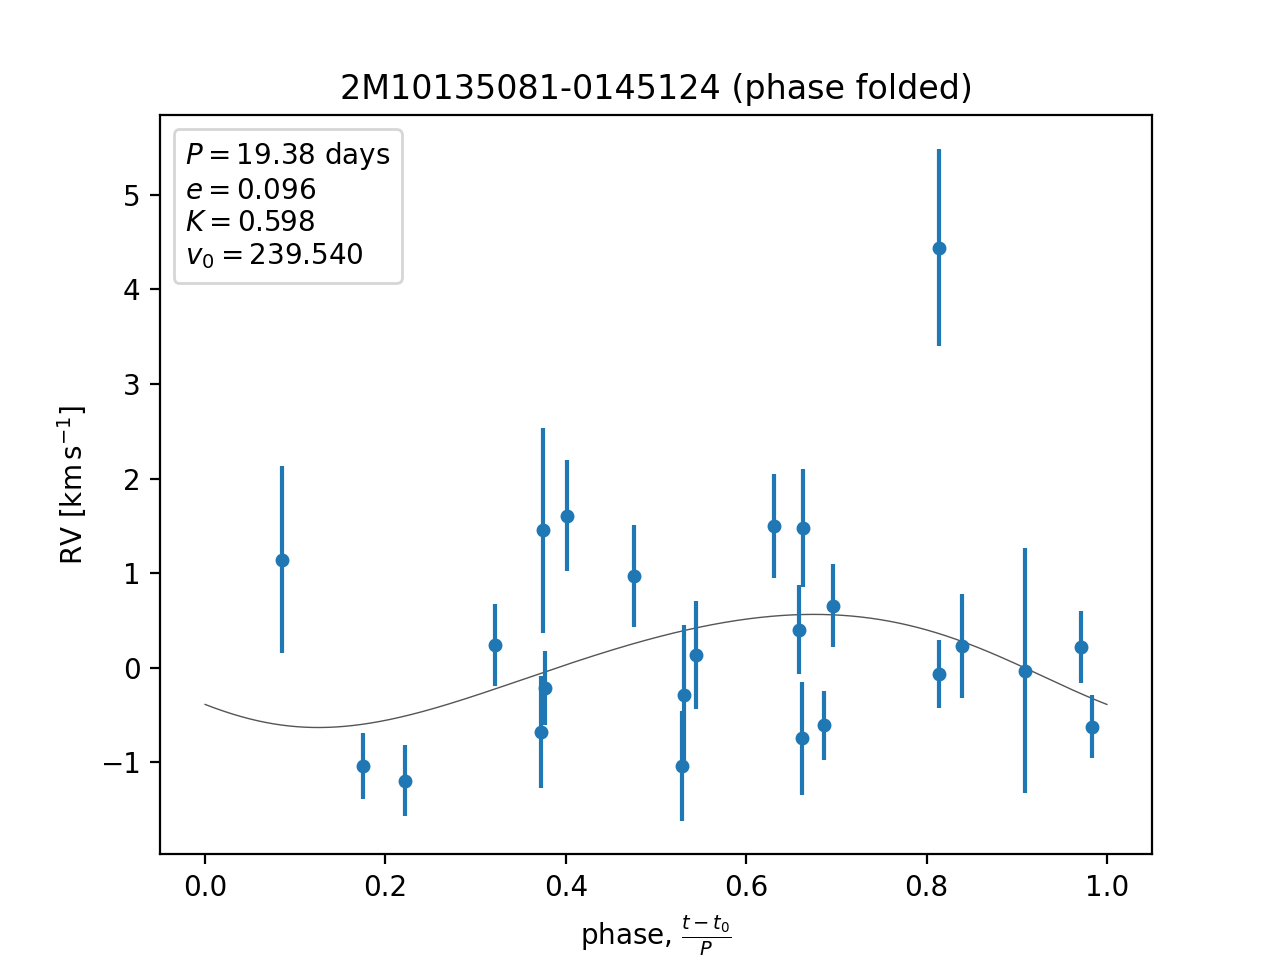 2M10135081-0145124 (phase folded)
P = 19.38 days
e = 0.096
K = 0.598
v₀ = 239.540
5
4
3
2
1
0
−1
RV [km s⁻¹]
0.0 0.2 0.4 0.6 0.8 1.0
phase, (t − t₀)/P